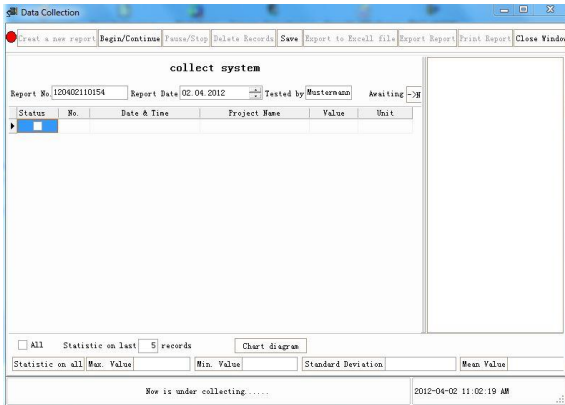 Data Collection
Creat a new report Begin/Continue Pause/Stop Delete Records Save Export to Excell file Export Report Print Report Close Window
collect system
Report No. 120402110154 Report Date 02.04.2012 Tested by Mustermann Awaiting ->N
Status No. Date & Time Project Name Value Unit
All Statistic on last 5 records Chart diagram
Statistic on all Max. Value Min. Value Standard Deviation Mean Value
Now is under collecting...... 2012-04-02 11:02:19 AM